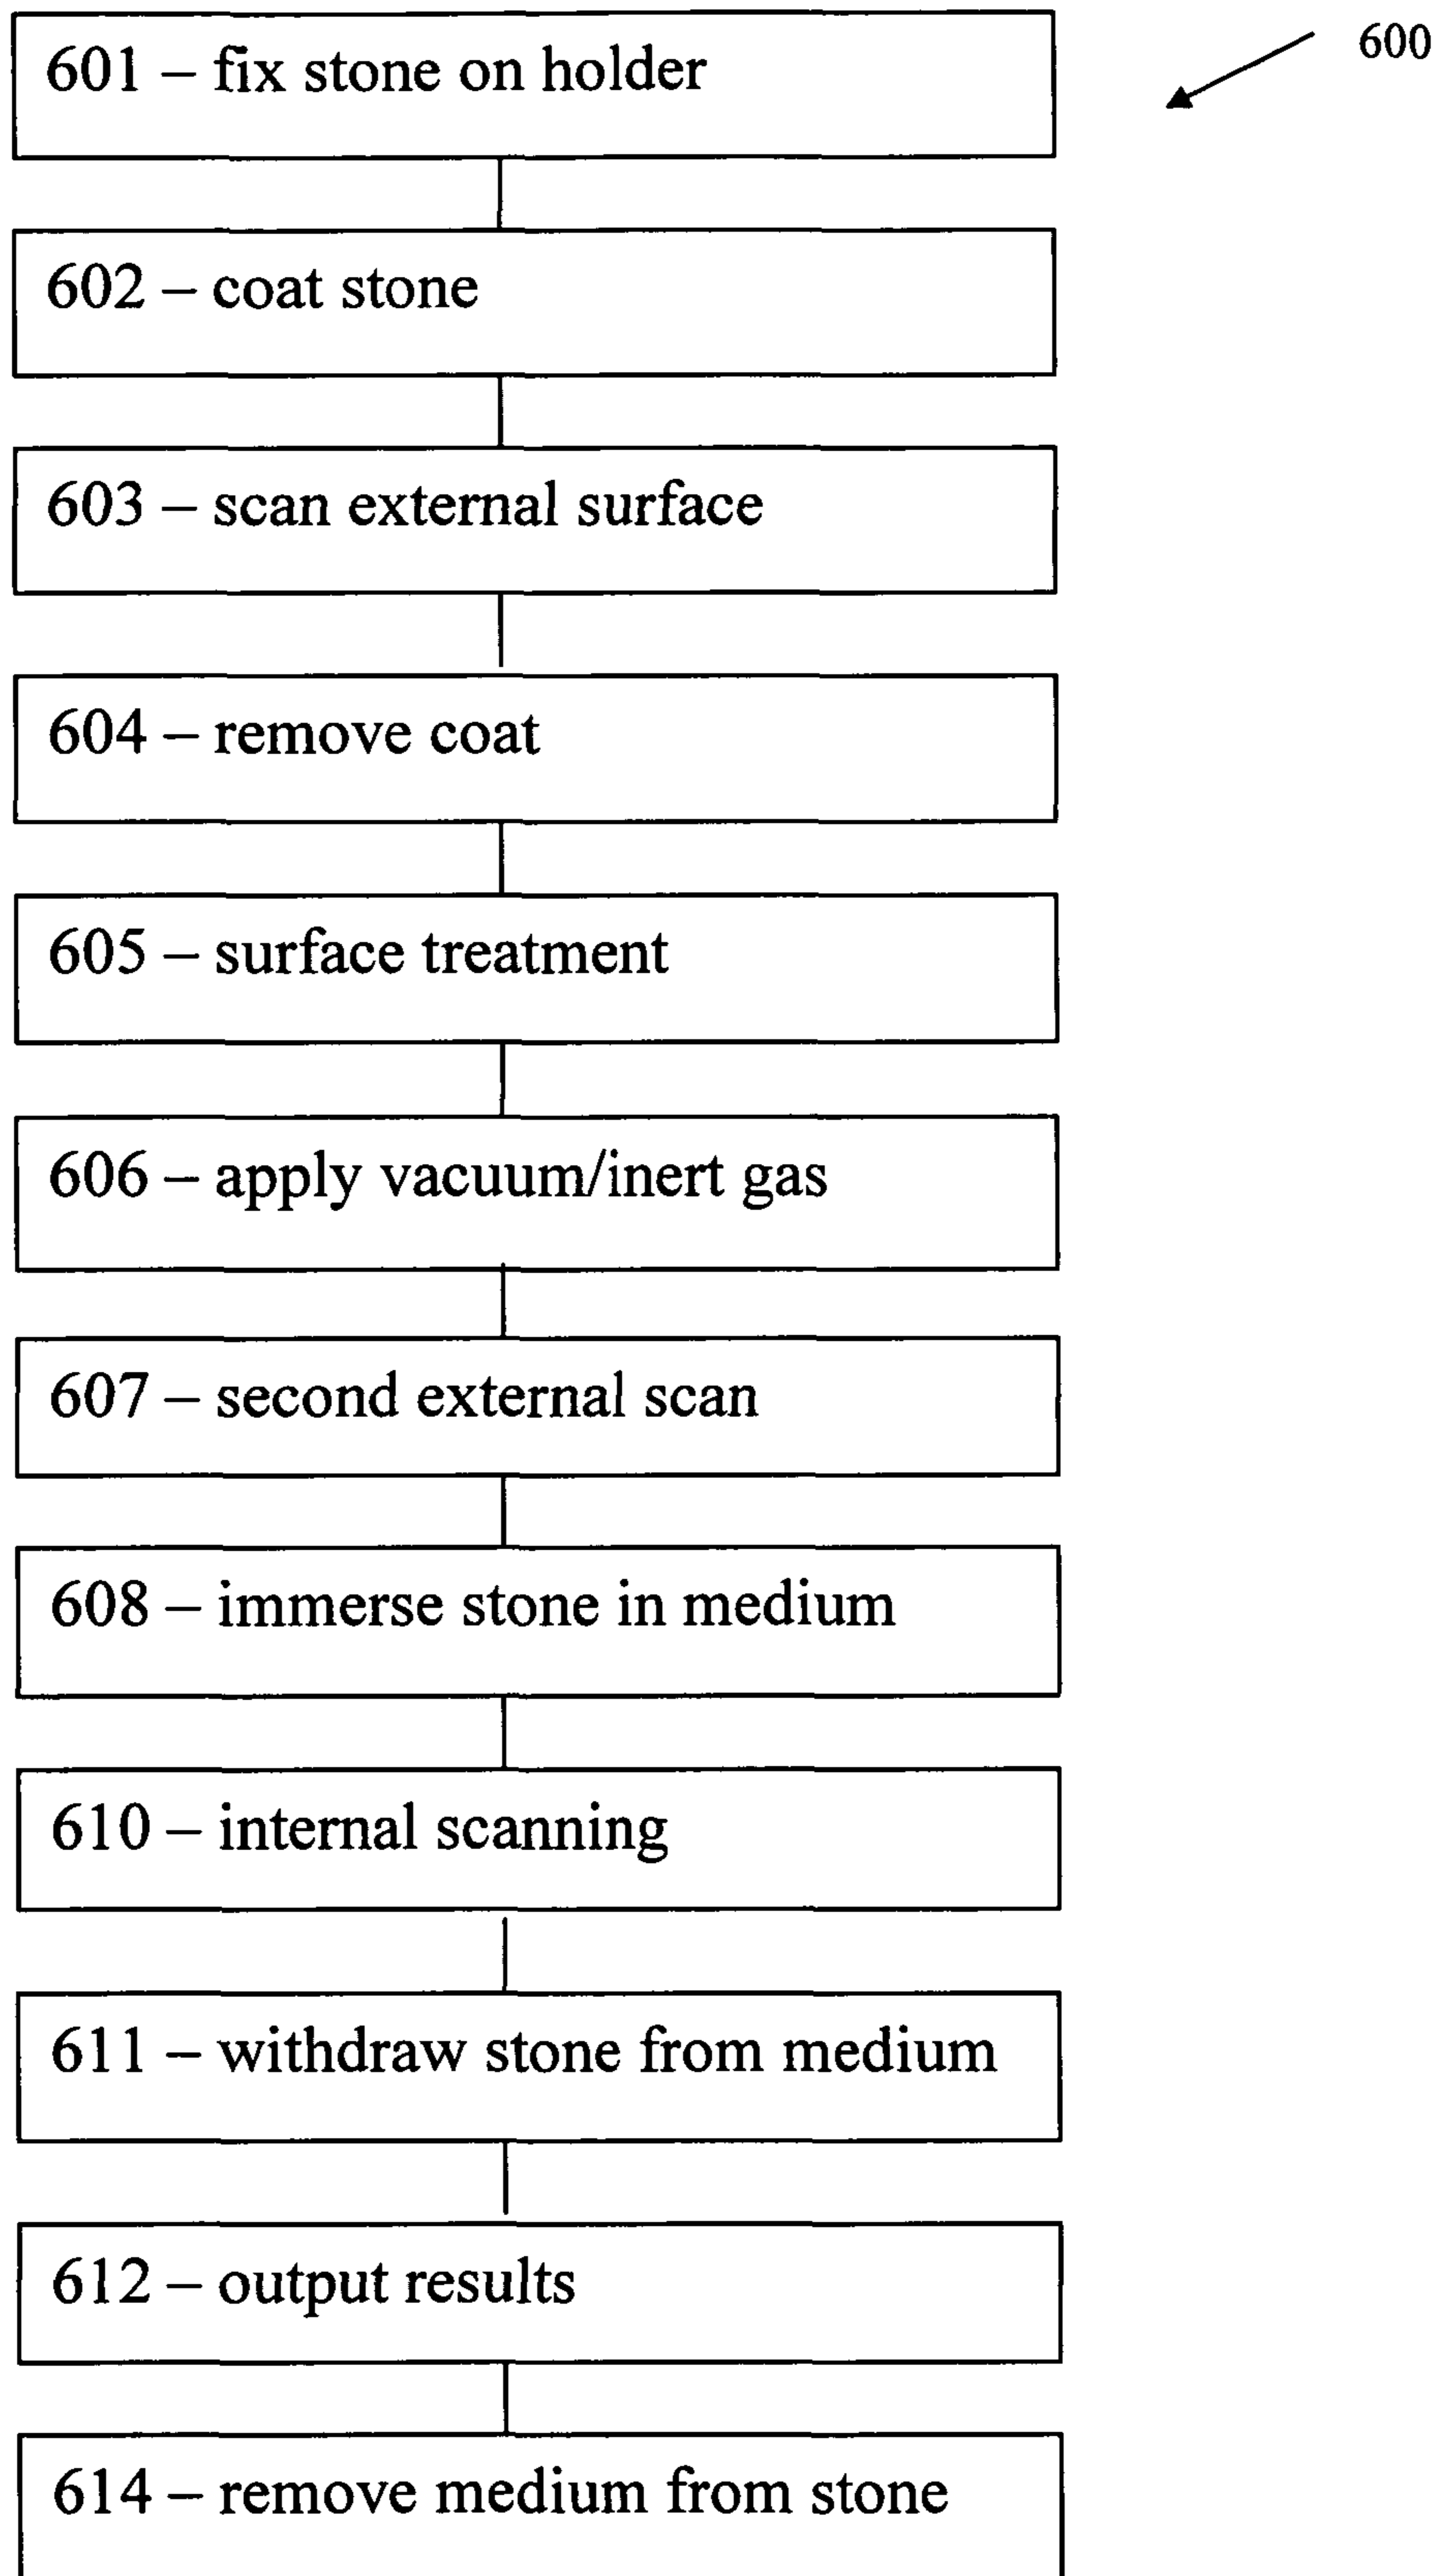 600
601 – fix stone on holder
602 – coat stone
603 – scan external surface
604 – remove coat
605 – surface treatment
606 – apply vacuum/inert gas
607 – second external scan
608 – immerse stone in medium
610 – internal scanning
611 – withdraw stone from medium
612 – output results
614 – remove medium from stone